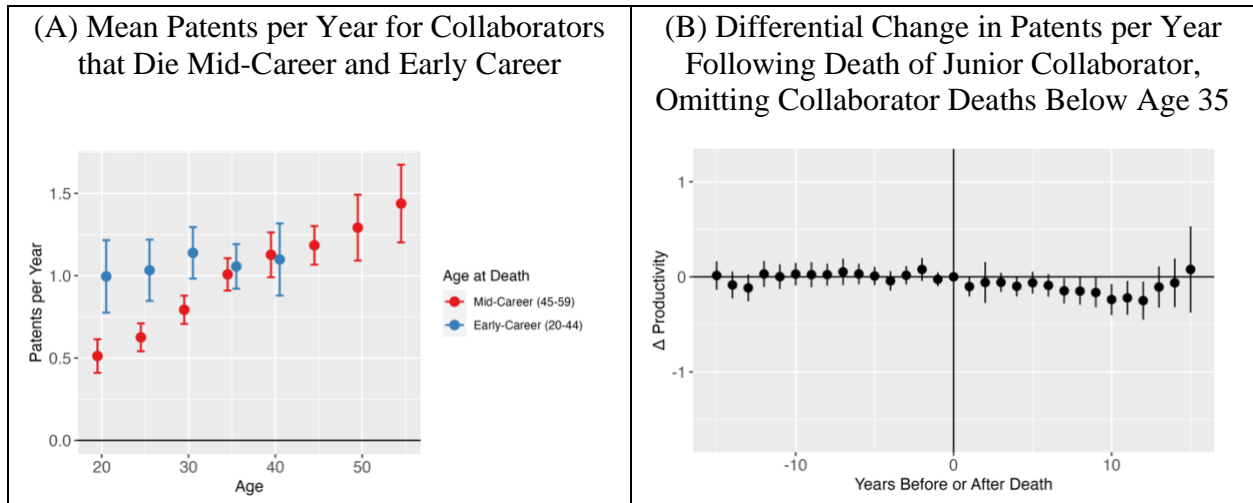 (A) Mean Patents per Year for Collaborators
that Die Mid-Career and Early Career
1.5
1.0
0.5
0.0
Patents per Year
20
30
40
50
Age
Age at Death
Mid-Career (45-59)
Early-Career (20-44)
(B) Differential Change in Patents per Year
Following Death of Junior Collaborator,
Omitting Collaborator Deaths Below Age 35
1
0
-1
Δ Productivity
-10
0
10
Years Before or After Death